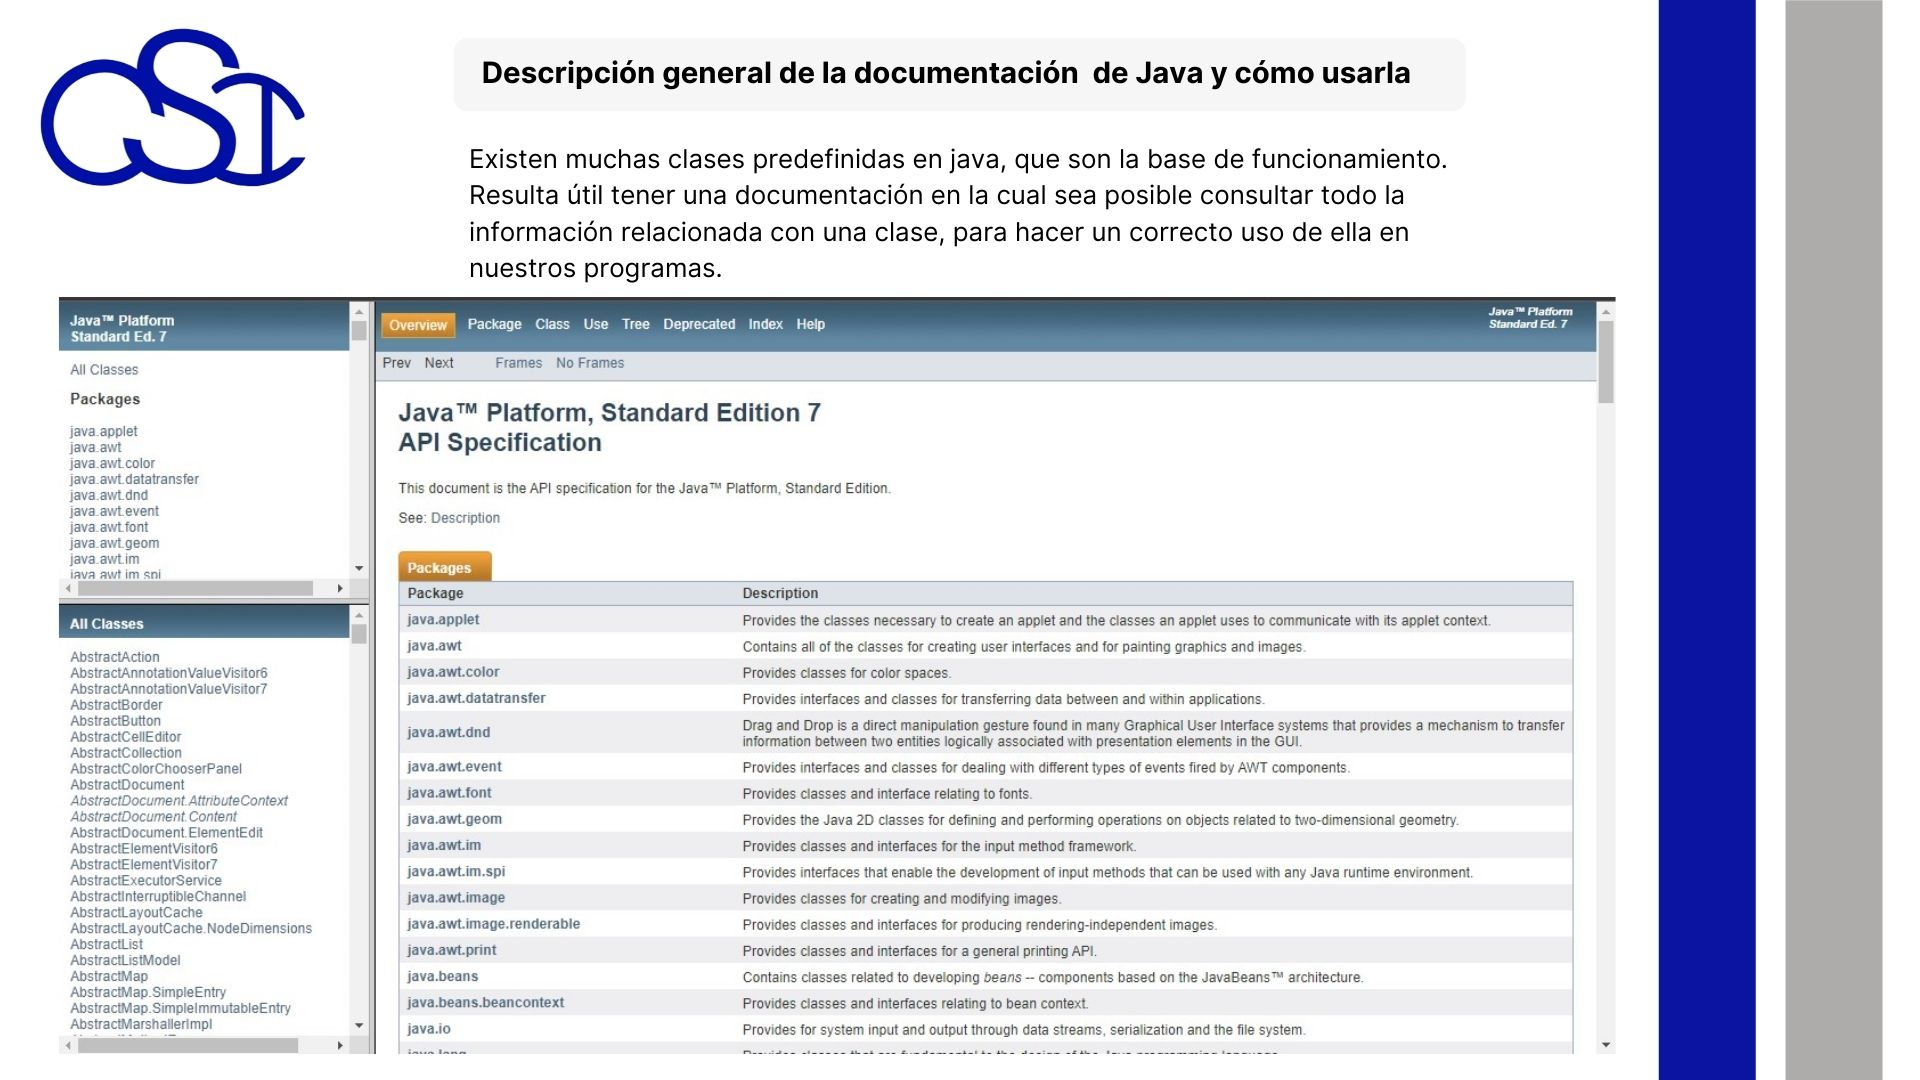 CSI
Descripción general de la documentación  de Java y cómo usarla
Existen muchas clases predefinidas en java, que son la base de funcionamiento.
Resulta útil tener una documentación en la cual sea posible consultar todo la
información relacionada con una clase, para hacer un correcto uso de ella en
nuestros programas.
Java™ Platform
Standard Ed. 7
All Classes
Packages
java.applet
java.awt
java.awt.color
java.awt.datatransfer
java.awt.dnd
java.awt.event
java.awt.font
java.awt.geom
java.awt.im
java.awt.im.spi
All Classes
AbstractAction
AbstractAnnotationValueVisitor6
AbstractAnnotationValueVisitor7
AbstractBorder
AbstractButton
AbstractCellEditor
AbstractCollection
AbstractColorChooserPanel
AbstractDocument
AbstractDocument.AttributeContext
AbstractDocument.Content
AbstractDocument.ElementEdit
AbstractElementVisitor6
AbstractElementVisitor7
AbstractExecutorService
AbstractInterruptibleChannel
AbstractLayoutCache
AbstractLayoutCache.NodeDimensions
AbstractList
AbstractListModel
AbstractMap
AbstractMap.SimpleEntry
AbstractMap.SimpleImmutableEntry
AbstractMarshallerImpl
Overview Package Class Use Tree Deprecated Index Help
Java™ Platform
Standard Ed. 7
Prev Next Frames No Frames
Java™ Platform, Standard Edition 7
API Specification
This document is the API specification for the Java™ Platform, Standard Edition.
See: Description
Packages
Package Description
java.applet Provides the classes necessary to create an applet and the classes an applet uses to communicate with its applet context.
java.awt Contains all of the classes for creating user interfaces and for painting graphics and images.
java.awt.color Provides classes for color spaces.
java.awt.datatransfer Provides interfaces and classes for transferring data between and within applications.
java.awt.dnd Drag and Drop is a direct manipulation gesture found in many Graphical User Interface systems that provides a mechanism to transfer
information between two entities logically associated with presentation elements in the GUI.
java.awt.event Provides interfaces and classes for dealing with different types of events fired by AWT components.
java.awt.font Provides classes and interface relating to fonts.
java.awt.geom Provides the Java 2D classes for defining and performing operations on objects related to two-dimensional geometry.
java.awt.im Provides classes and interfaces for the input method framework.
java.awt.im.spi Provides interfaces that enable the development of input methods that can be used with any Java runtime environment.
java.awt.image Provides classes for creating and modifying images.
java.awt.image.renderable Provides classes and interfaces for producing rendering-independent images.
java.awt.print Provides classes and interfaces for a general printing API.
java.beans Contains classes related to developing beans -- components based on the JavaBeans™ architecture.
java.beans.beancontext Provides classes and interfaces relating to bean context.
java.io Provides for system input and output through data streams, serialization and the file system.
java.lang Provides classes that are fundamental to the design of the Java programming language.